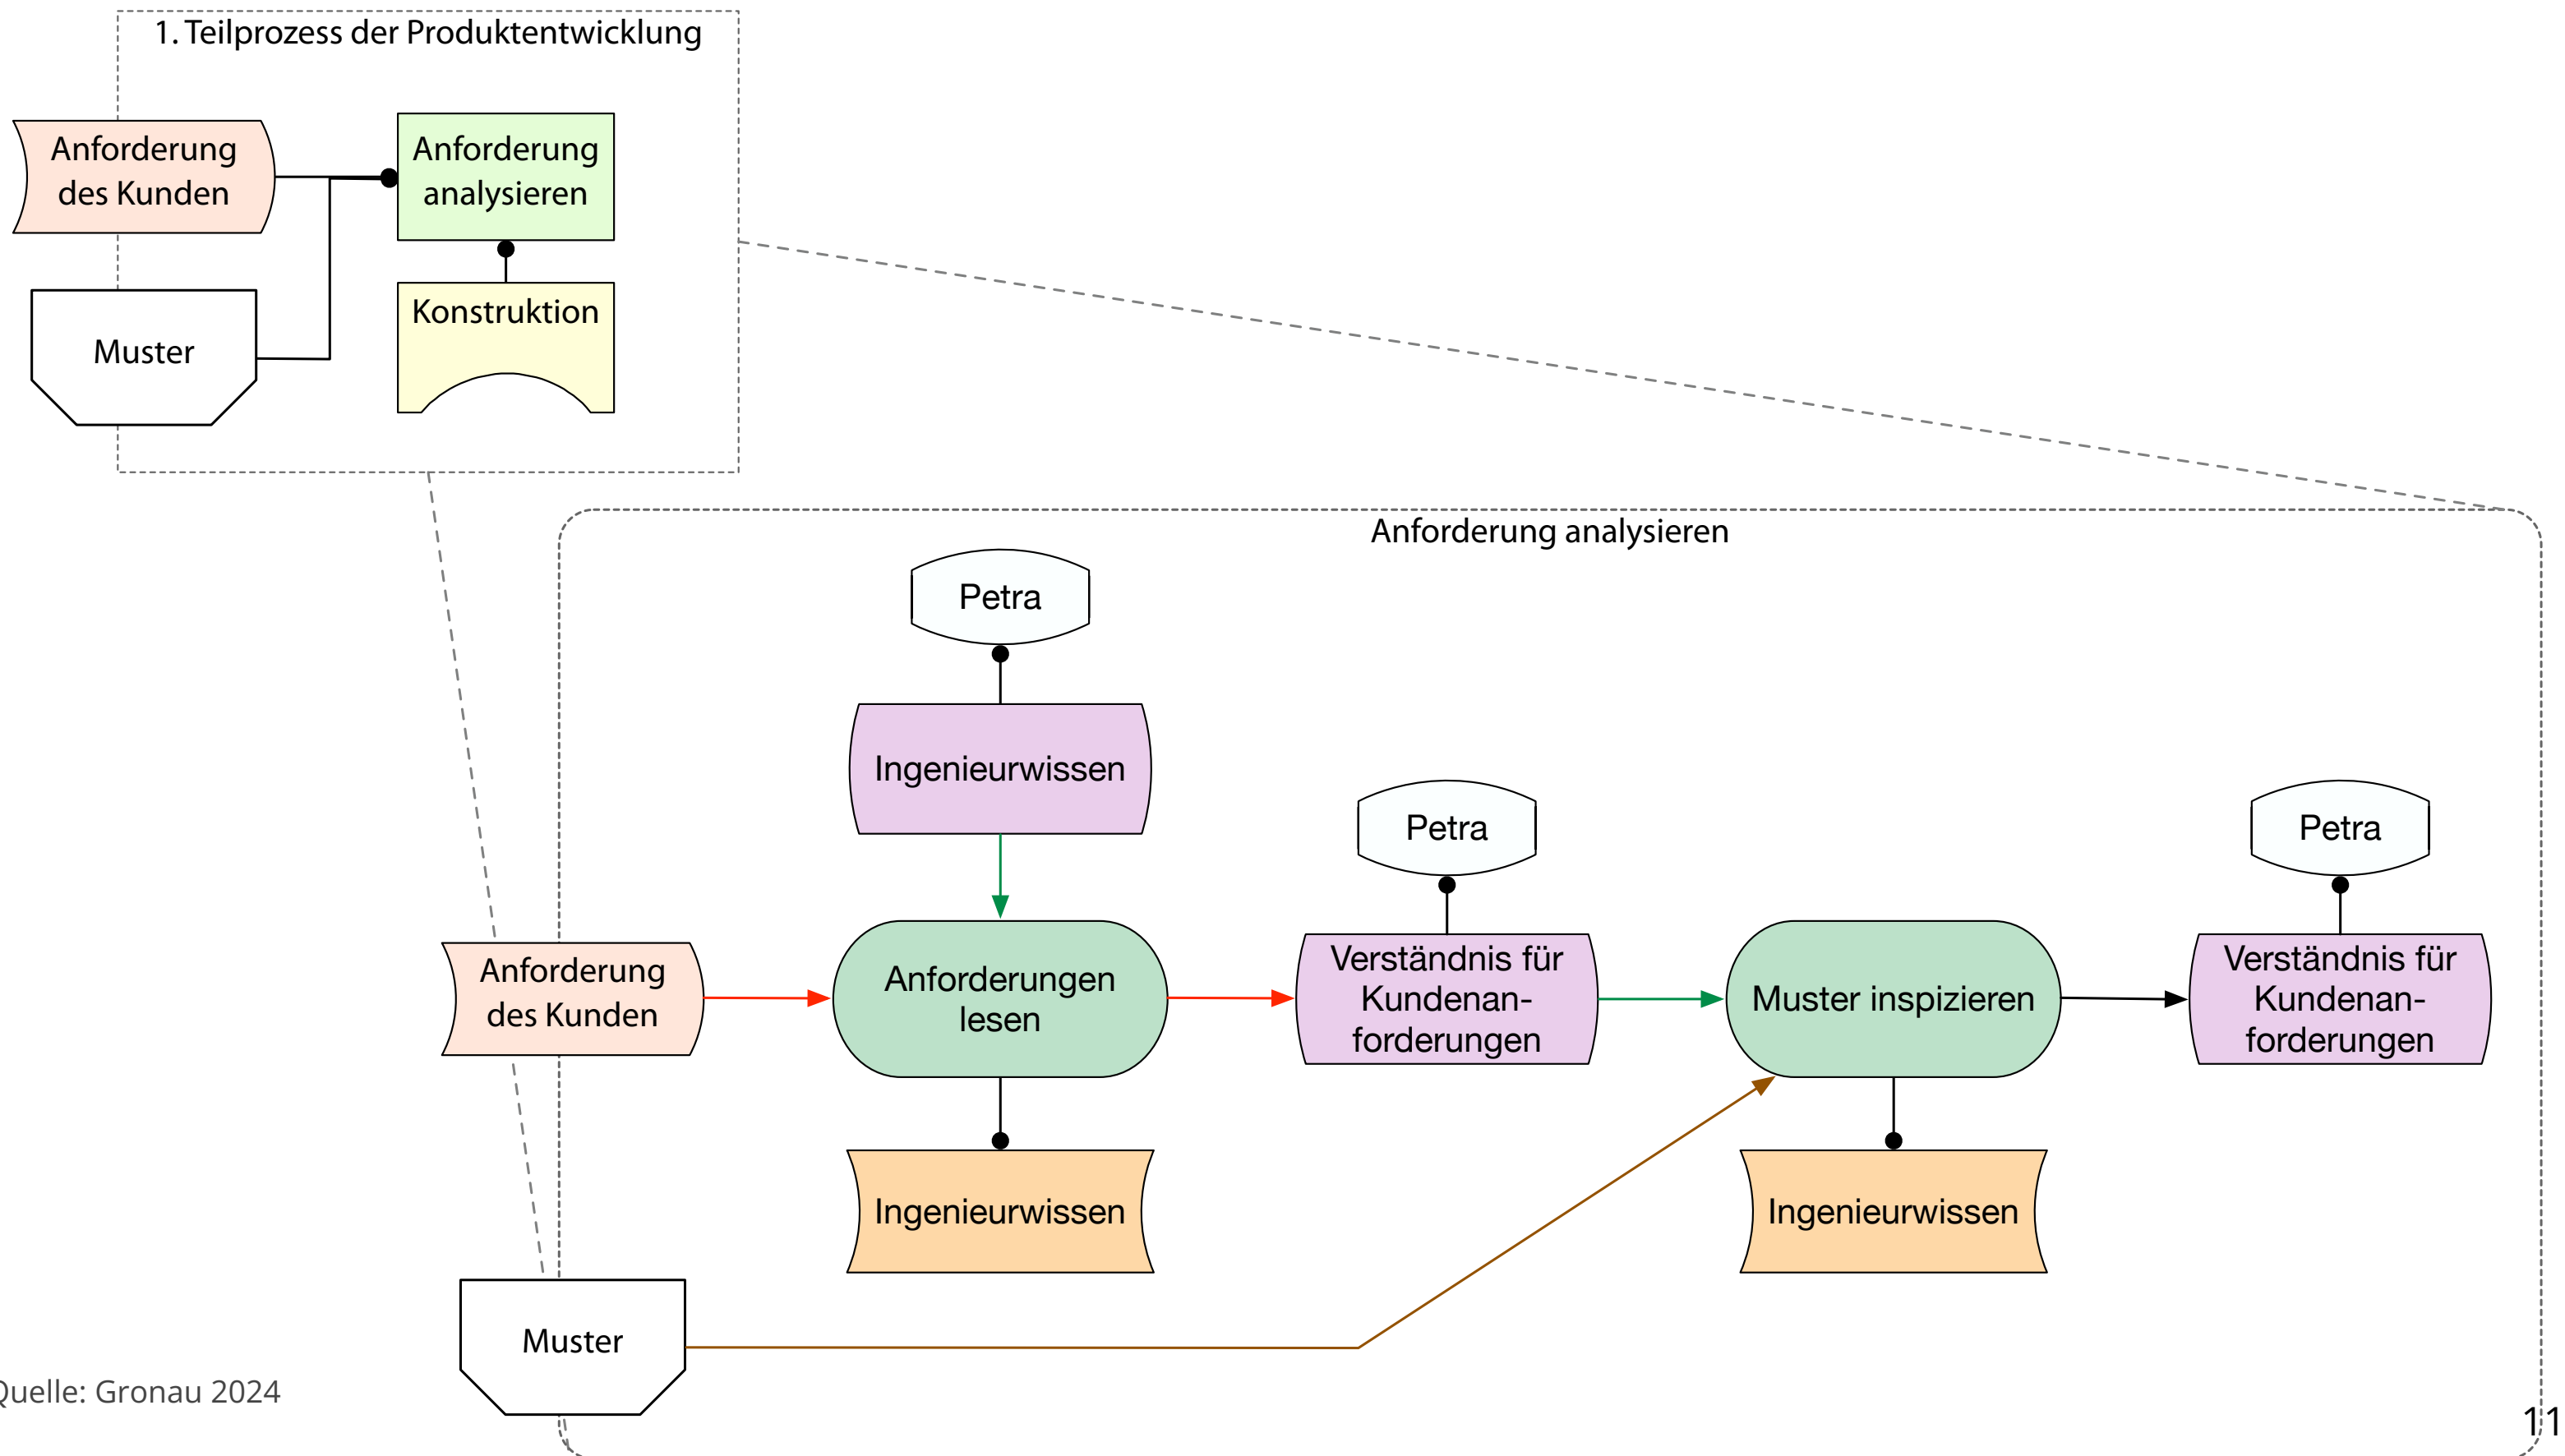 1. Teilprozess der Produktentwicklung
Anforderung
des Kunden
Anforderung
analysieren
Konstruktion
Muster
Anforderung analysieren
Petra
Ingenieurwissen
Petra
Petra
Anforderung
des Kunden
Anforderungen
lesen
Verständnis für
Kundenan-
forderungen
Muster inspizieren
Verständnis für
Kundenan-
forderungen
Ingenieurwissen
Ingenieurwissen
Muster
Quelle: Gronau 2024
11